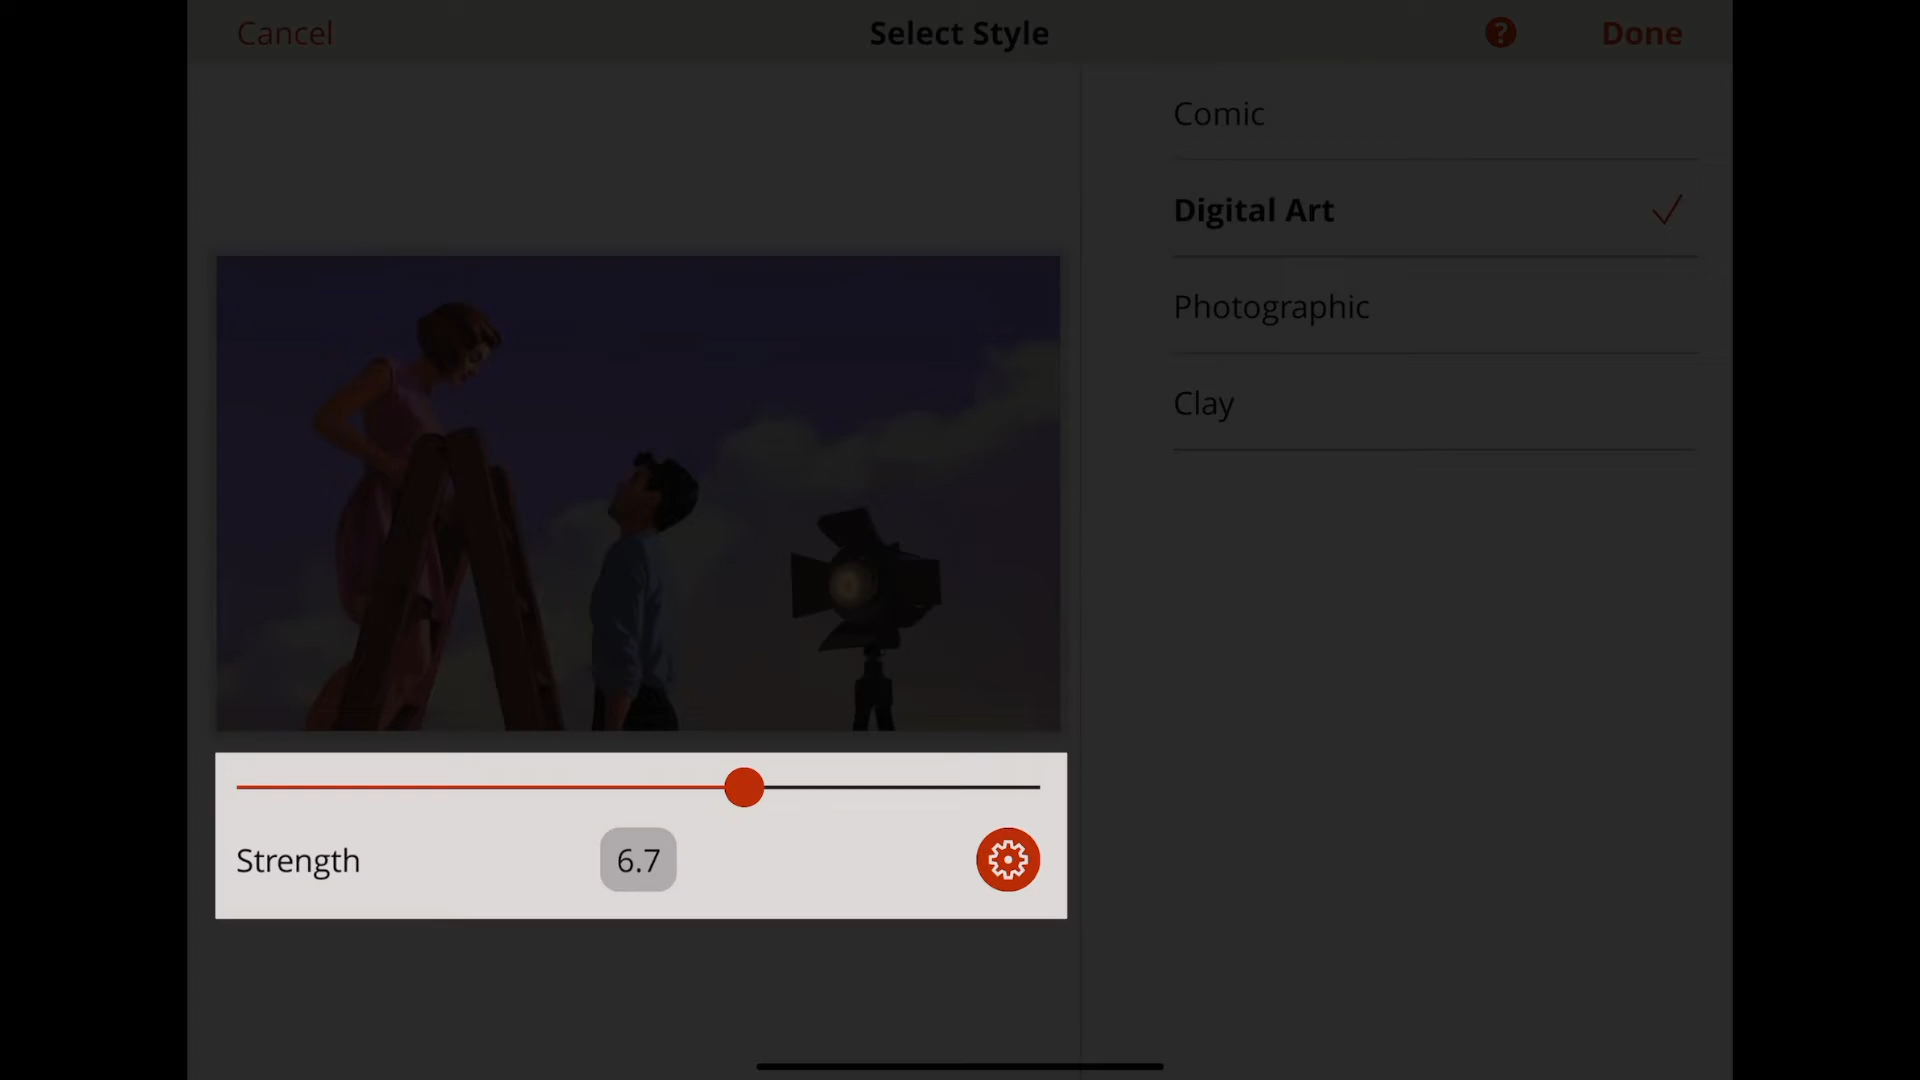 Cancel
Select Style
?
Done
Comic
Digital Art
Photographic
Clay
Strength
6.7